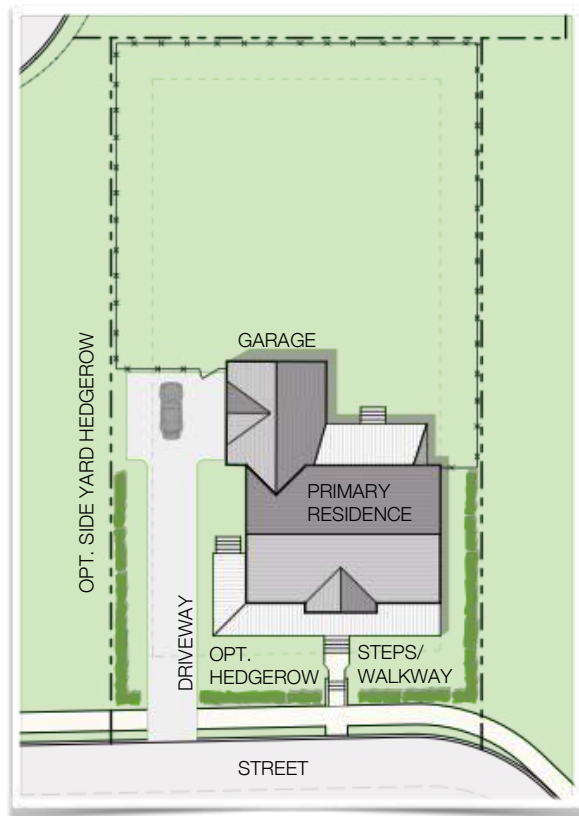 GARAGE
OPT. SIDE YARD HEDGEROW
PRIMARY
RESIDENCE
DRIVEWAY
OPT.
HEDGEROW
STEPS/
WALKWAY
STREET